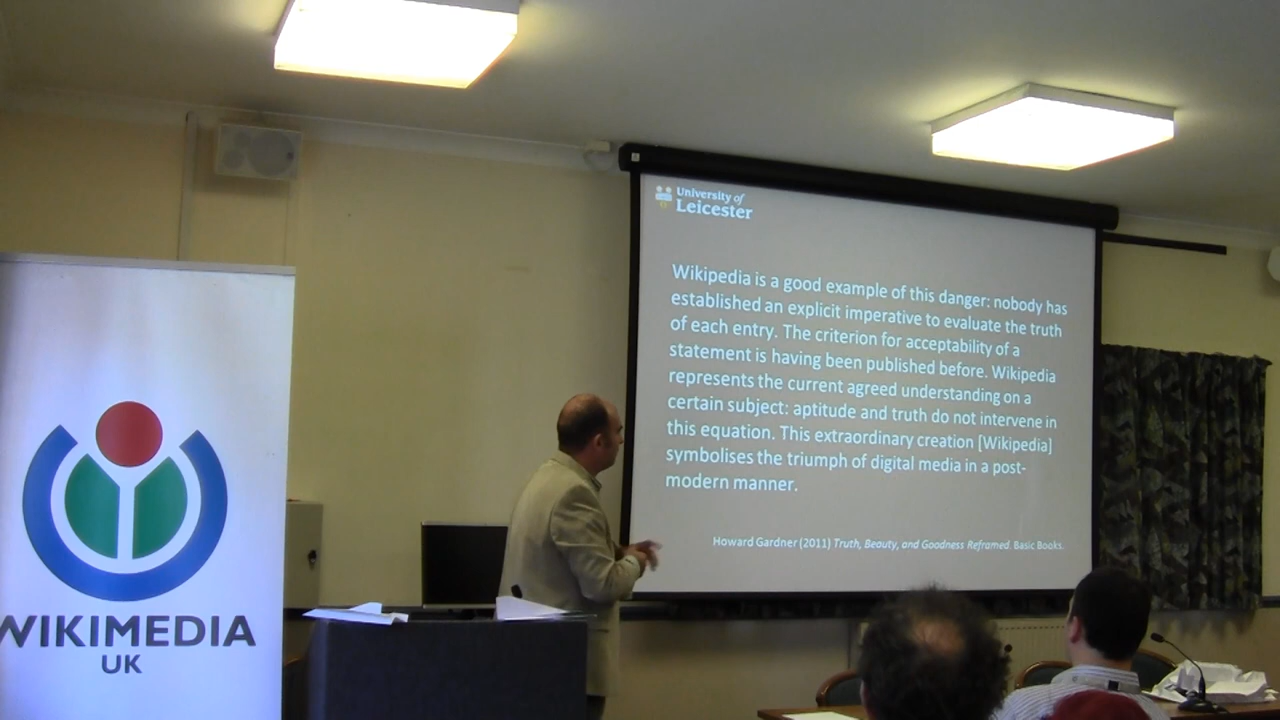 University of
Leicester
Wikipedia is a good example of this danger: nobody has
established an explicit imperative to evaluate the truth
of each entry. The criterion for acceptability of a
statement is having been published before. Wikipedia
represents the current agreed understanding on a
certain subject: aptitude and truth do not intervene in
this equation. This extraordinary creation [Wikipedia]
symbolises the triumph of digital media in a post-
modern manner.
Howard Gardner (2011) Truth, Beauty, and Goodness Reframed. Basic Books.
WIKIMEDIA
UK